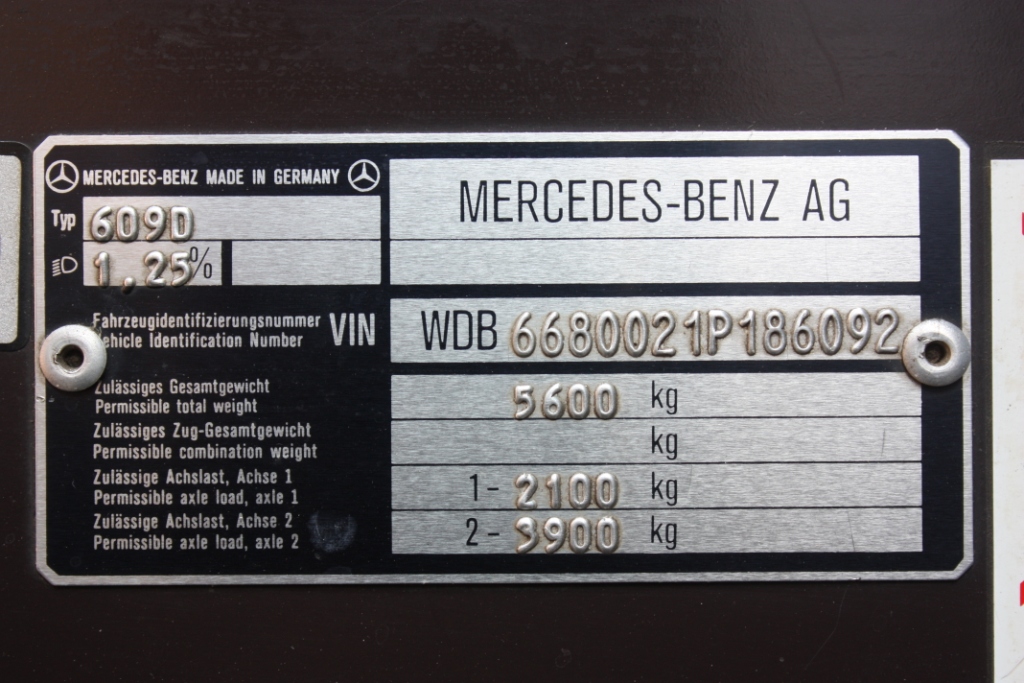 MERCEDES-BENZ MADE IN GERMANY
MERCEDES-BENZ AG
Typ 609D
1,25%
Fahrzeugidentifizierungsnummer
Vehicle Identification Number
VIN WDB 6680021P186092
Zulässiges Gesamtgewicht
Permissible total weight
5600 kg
Zulässiges Zug-Gesamtgewicht
Permissible combination weight
kg
Zulässige Achslast, Achse 1
Permissible axle load, axle 1
1- 2100 kg
Zulässige Achslast, Achse 2
Permissible axle load, axle 2
2- 3900 kg